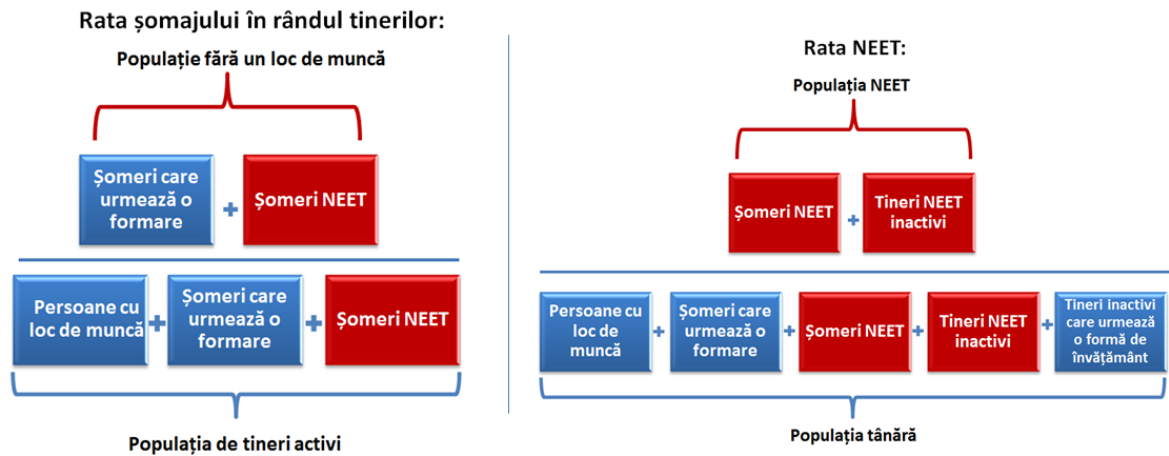 Rata șomajului în rândul tinerilor:
Populație fără un loc de muncă
Șomeri care
urmează o
formare
+
Șomeri NEET
Persoane cu
loc de muncă
+
Șomeri care
urmează o
formare
+
Șomeri NEET
Populația de tineri activi
Rata NEET:
Populația NEET
Șomeri NEET
+
Tineri NEET
inactivi
Persoane cu
loc de
muncă
+
Șomeri care
urmează o
formare
+
Șomeri NEET
+
Tineri NEET
inactivi
+
Tineri inactivi
care urmează
o formă de
învățământ
Populația tânără